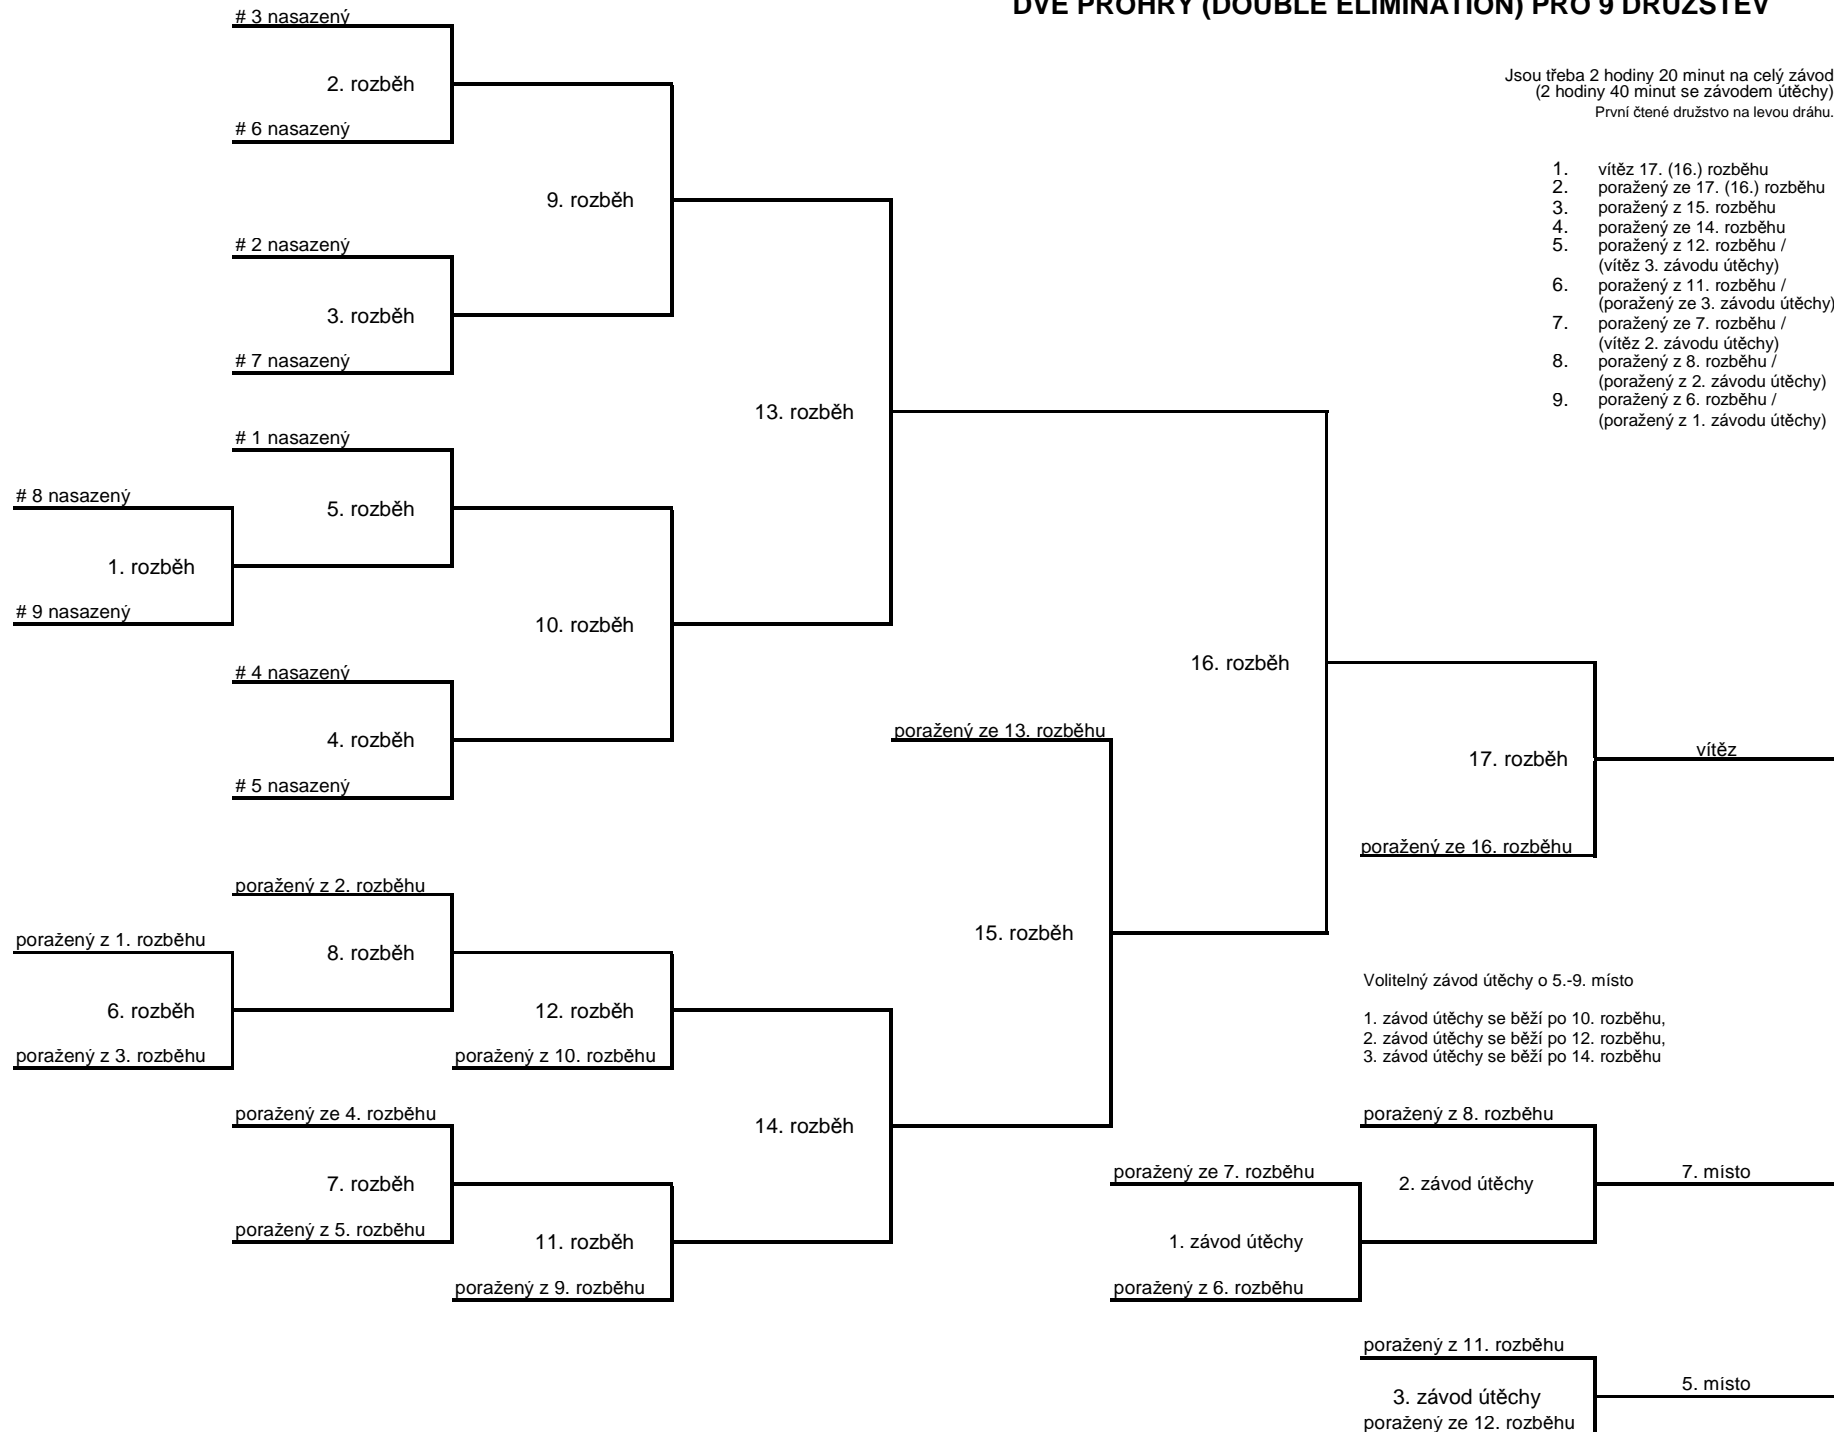 DVĚ PROHRY (DOUBLE ELIMINATION) PRO 9 DRUŽSTEV
Jsou třeba 2 hodiny 20 minut na celý závod
(2 hodiny 40 minut se závodem útěchy)
První čtené družstvo na levou dráhu.
1. vítěz 17. (16.) rozběhu
2. poražený ze 17. (16.) rozběhu
3. poražený z 15. rozběhu
4. poražený ze 14. rozběhu
5. poražený z 12. rozběhu /
(vítěz 3. závodu útěchy)
6. poražený z 11. rozběhu /
(poražený ze 3. závodu útěchy)
7. poražený ze 7. rozběhu /
(vítěz 2. závodu útěchy)
8. poražený z 8. rozběhu /
(poražený z 2. závodu útěchy)
9. poražený z 6. rozběhu /
(poražený z 1. závodu útěchy)
# 3 nasazený
2. rozběh
# 6 nasazený
9. rozběh
# 2 nasazený
3. rozběh
# 7 nasazený
13. rozběh
# 1 nasazený
# 8 nasazený
5. rozběh
1. rozběh
# 9 nasazený
10. rozběh
# 4 nasazený
4. rozběh
# 5 nasazený
16. rozběh
poražený ze 13. rozběhu
17. rozběh
vítěz
poražený ze 16. rozběhu
poražený z 2. rozběhu
poražený z 1. rozběhu
8. rozběh
15. rozběh
6. rozběh
12. rozběh
poražený z 3. rozběhu
poražený z 10. rozběhu
poražený ze 4. rozběhu
14. rozběh
7. rozběh
poražený z 5. rozběhu
11. rozběh
poražený z 9. rozběhu
Volitelný závod útěchy o 5.-9. místo
1. závod útěchy se běží po 10. rozběhu,
2. závod útěchy se běží po 12. rozběhu,
3. závod útěchy se běží po 14. rozběhu
poražený z 8. rozběhu
poražený ze 7. rozběhu
2. závod útěchy
7. místo
1. závod útěchy
poražený z 6. rozběhu
poražený z 11. rozběhu
5. místo
3. závod útěchy
poražený ze 12. rozběhu